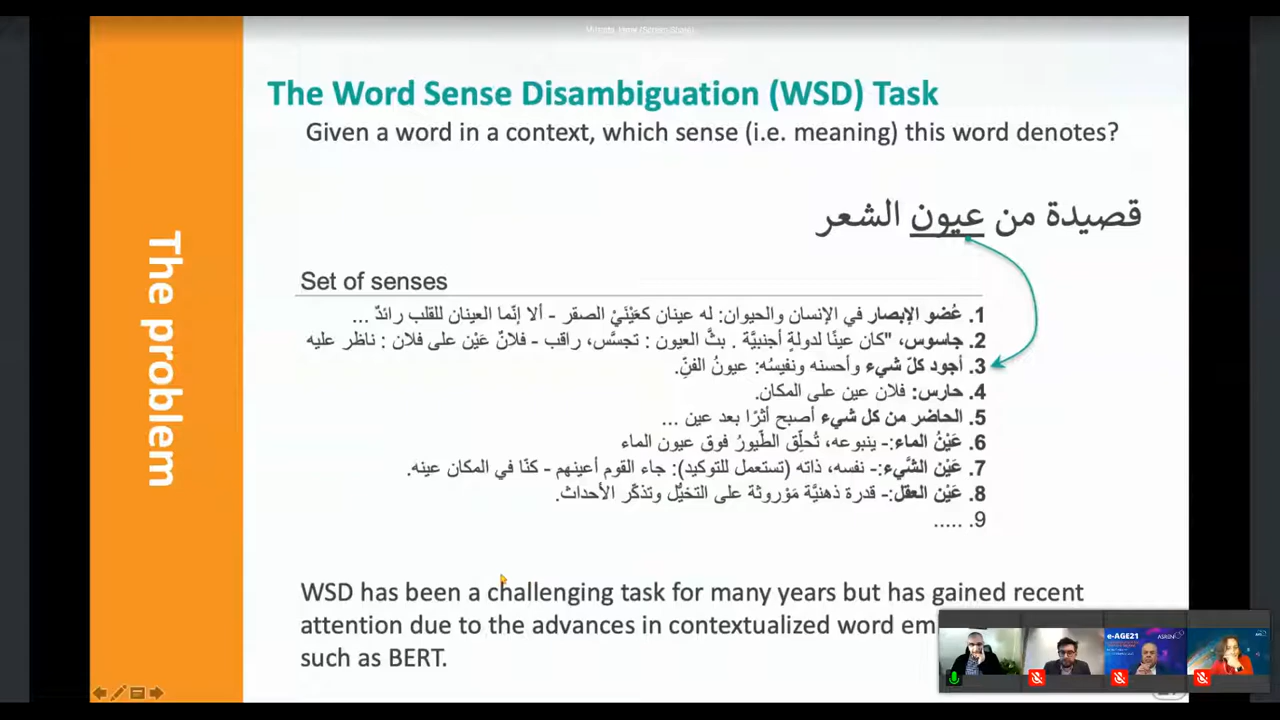 The Word Sense Disambiguation (WSD) Task
Given a word in a context, which sense (i.e. meaning) this word denotes?
قصيدة من عيون الشعر
The problem
Set of senses
1. عُضو الإبصار في الإنسان والحيوان: له عينان كعَيْنَيْ الصقر - ألا إنّما العينان للقلب رائدٌ ...
2. جاسوس، "كان عينًا لدولةٍ أجنبيَّة . بثَّ العيون : تجسَّس، راقب - فلانٌ عَيْن على فلان : ناظر عليه
3. أجود كلّ شيء وأحسنه ونفيسُه: عيونُ الفنِّ.
4. حارس: فلان عين على المكان.
5. الحاضر من كل شيء أصبح أثرًا بعد عين ...
6. عَيْنُ الماء:- ينبوعه، تُحلِّق الطّيورُ فوق عيون الماء
7. عَيْن الشَّيء:- نفسه، ذاته (تستعمل للتوكيد): جاء القوم أعينهم - كنّا في المكان عينه.
8. عَيْن العقل:- قدرة ذهنيَّة مَوْروثة على التخيُّل وتذكّر الأحداث.
9. .....
WSD has been a challenging task for many years but has gained recent
attention due to the advances in contextualized word em
such as BERT.
e-AGE21